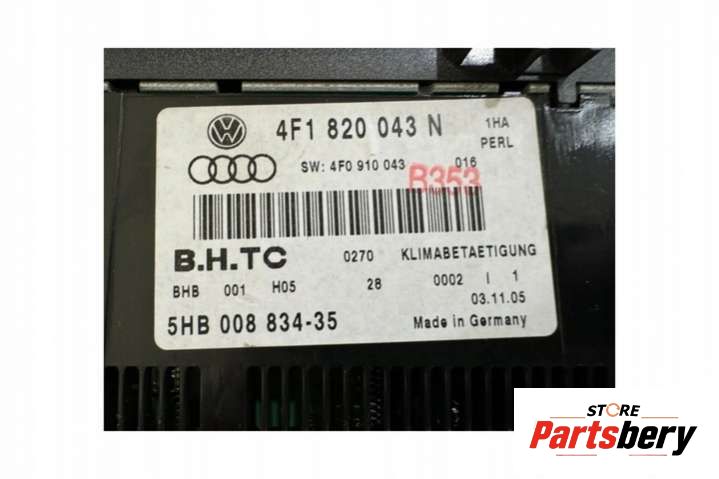 4F1 820 043 N 1HA
PERL
SW: 4F0 910 043 016
B353
B.H.TC 0270 KLIMABETAETIGUNG
BHB 001 H05 28 0002 I 1
03.11.05
5HB 008 834-35 Made in Germany
STORE
Partsbery